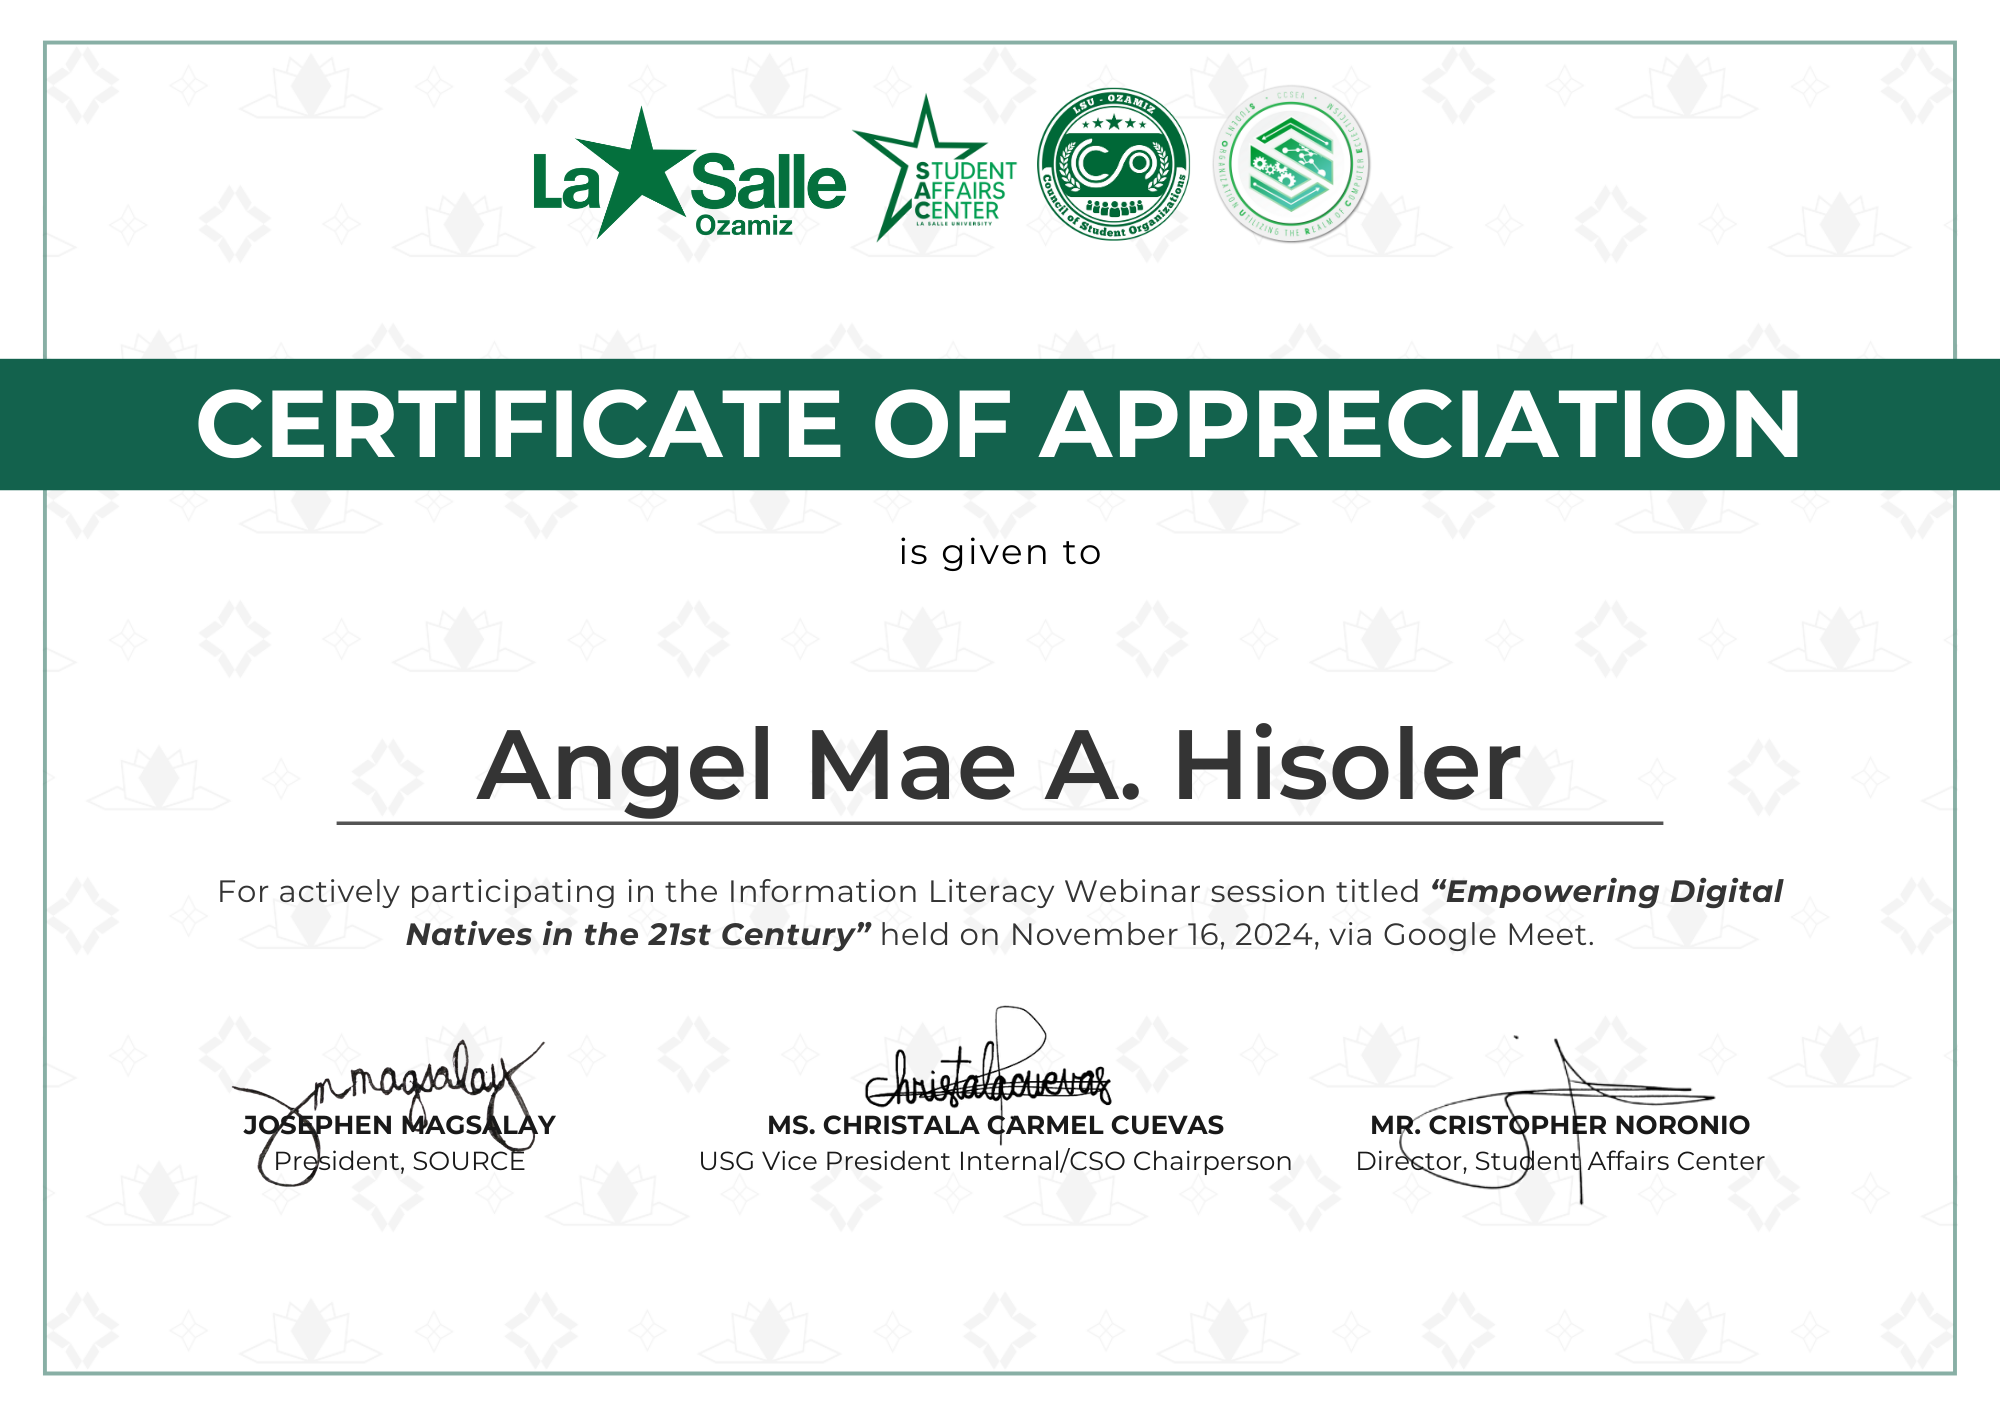 La Salle
Ozamiz
STUDENT
AFFAIRS
CENTER
LA SALLE UNIVERSITY
LSU - OZAMIZ
CSO
Council of Student Organizations
CCSEA
STUDENT ORGANIZATION UTILIZING THE REALM OF COMPUTER
CERTIFICATE OF APPRECIATION
is given to
Angel Mae A. Hisoler
For actively participating in the Information Literacy Webinar session titled “Empowering Digital
Natives in the 21st Century” held on November 16, 2024, via Google Meet.
JOSEPHEN MAGSALAY
MS. CHRISTALA CARMEL CUEVAS
MR. CRISTOPHER NORONIO
President, SOURCE
USG Vice President Internal/CSO Chairperson
Director, Student Affairs Center